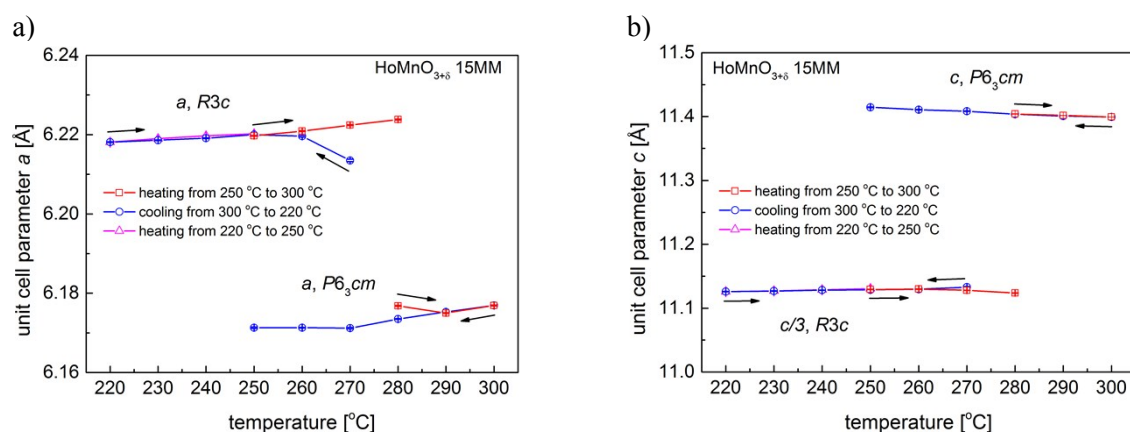 a)
6.24
6.22
6.20
6.18
6.16
unit cell parameter a [Å]
HoMnO3+δ 15MM
a, R3c
heating from 250 °C to 300 °C
cooling from 300 °C to 220 °C
heating from 220 °C to 250 °C
a, P63cm
220 230 240 250 260 270 280 290 300
temperature [°C]
b)
11.5
11.4
11.3
11.2
11.1
11.0
unit cell parameter c [Å]
HoMnO3+δ 15MM
c, P63cm
heating from 250 °C to 300 °C
cooling from 300 °C to 220 °C
heating from 220 °C to 250 °C
c/3, R3c
220 230 240 250 260 270 280 290 300
temperature [°C]